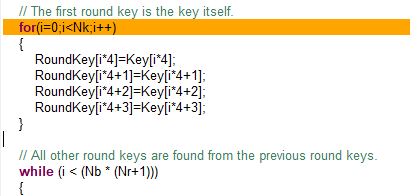 // The first round key is the key itself.
for(i=0;i<Nk;i++)
{
RoundKey[i*4]=Key[i*4];
RoundKey[i*4+1]=Key[i*4+1];
RoundKey[i*4+2]=Key[i*4+2];
RoundKey[i*4+3]=Key[i*4+3];
}
// All other round keys are found from the previous round keys.
while (i < (Nb * (Nr+1)))
{